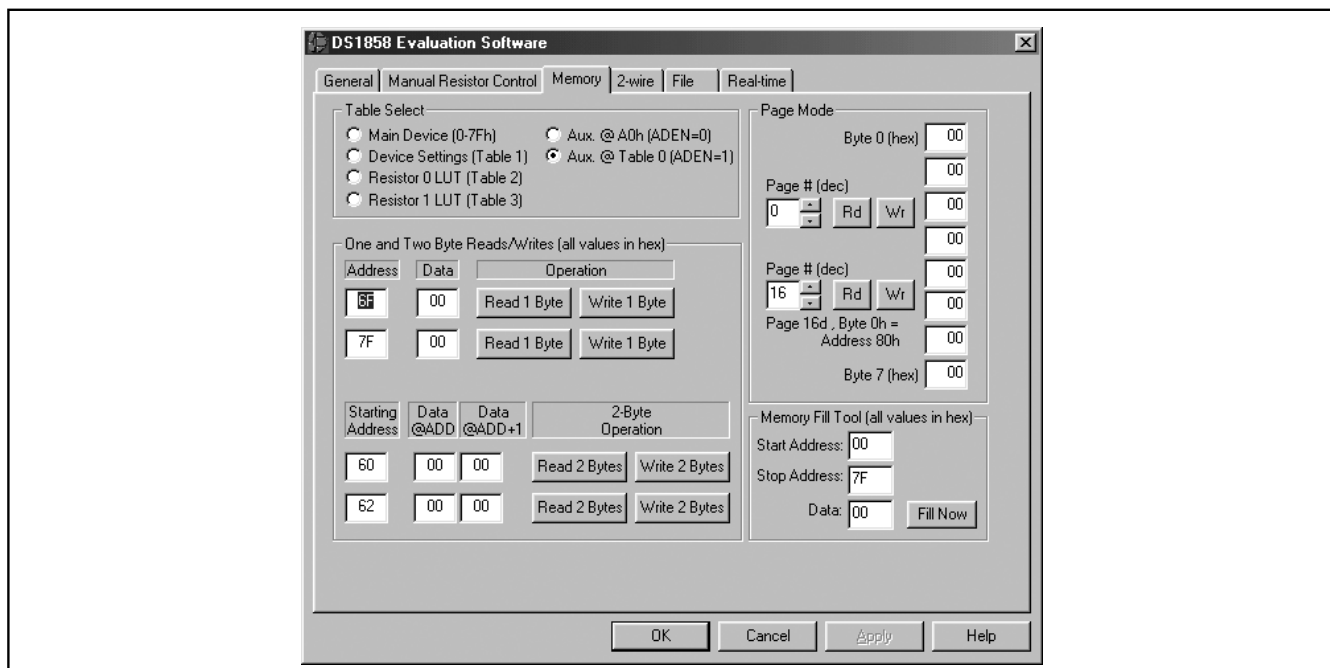 DS1858 Evaluation Software
General Manual Resistor Control Memory 2-wire File Real-time
Table Select
Main Device (0-7Fh)
Device Settings (Table 1)
Resistor 0 LUT (Table 2)
Resistor 1 LUT (Table 3)
Aux. @ A0h (ADEN=0)
Aux. @ Table 0 (ADEN=1)
One and Two Byte Reads/Writes (all values in hex)
Address Data Operation
6F 00 Read 1 Byte Write 1 Byte
7F 00 Read 1 Byte Write 1 Byte
Starting Address Data @ADD Data @ADD+1 2-Byte Operation
60 00 00 Read 2 Bytes Write 2 Bytes
62 00 00 Read 2 Bytes Write 2 Bytes
Page Mode
Byte 0 (hex) 00
00
Page # (dec)
0 Rd Wr 00
00
Page # (dec) 00
16 Rd Wr 00
Page 16d , Byte 0h =
Address 80h 00
Byte 7 (hex) 00
Memory Fill Tool (all values in hex)
Start Address: 00
Stop Address: 7F
Data: 00 Fill Now
OK Cancel Apply Help